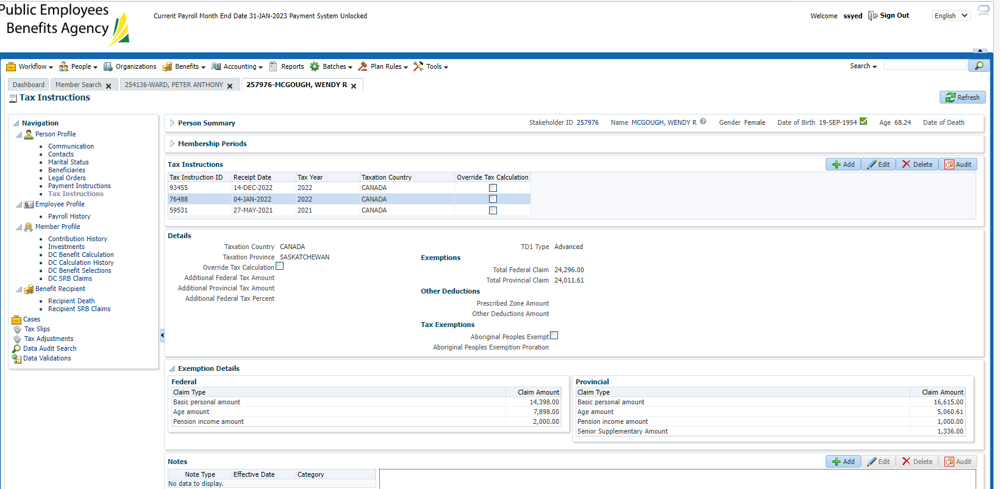 Public Employees
Benefits Agency
Current Payroll Month End Date 31-JAN-2023 Payment System Unlocked
Welcome ssyed Sign Out English
Workflow People Organizations Benefits Accounting Reports Batches Plan Rules Tools Search
Dashboard Member Search 254136-WARD, PETER ANTHONY 257976-MCGOUGH, WENDY R
Tax Instructions
Refresh
Navigation
Person Profile
Communication
Contacts
Marital Status
Beneficiaries
Legal Orders
Payment Instructions
Tax Instructions
Employee Profile
Payroll History
Member Profile
Contribution History
Investments
DC Benefit Calculation
DC Calculation History
DC Benefit Selections
DC SRB Claims
Benefit Recipient
Recipient Death
Recipient SRB Claims
Cases
Tax Slips
Tax Adjustments
Data Audit Search
Data Validations
Person Summary Stakeholder ID 257976 Name MCGOUGH, WENDY R Gender Female Date of Birth 19-SEP-1954 Age 68.24 Date of Death
Membership Periods
Tax Instructions Add Edit Delete Audit
Tax Instruction ID Receipt Date Tax Year Taxation Country Override Tax Calculation
93455 14-DEC-2022 2022 CANADA
76488 04-JAN-2022 2022 CANADA
59531 27-MAY-2021 2021 CANADA
Details
Taxation Country CANADA
Taxation Province SASKATCHEWAN
Override Tax Calculation
Additional Federal Tax Amount
Additional Provincial Tax Amount
Additional Federal Tax Percent
TD1 Type Advanced
Exemptions
Total Federal Claim 24,296.00
Total Provincial Claim 24,011.61
Other Deductions
Prescribed Zone Amount
Other Deductions Amount
Tax Exemptions
Aboriginal Peoples Exempt
Aboriginal Peoples Exemption Proration
Exemption Details
Federal
Claim Type Claim Amount
Basic personal amount 14,398.00
Age amount 7,898.00
Pension income amount 2,000.00
Provincial
Claim Type Claim Amount
Basic personal amount 16,615.00
Age amount 5,060.61
Pension income amount 1,000.00
Senior Supplementary Amount 1,336.00
Notes Add Edit Delete Audit
Note Type Effective Date Category
No data to display.